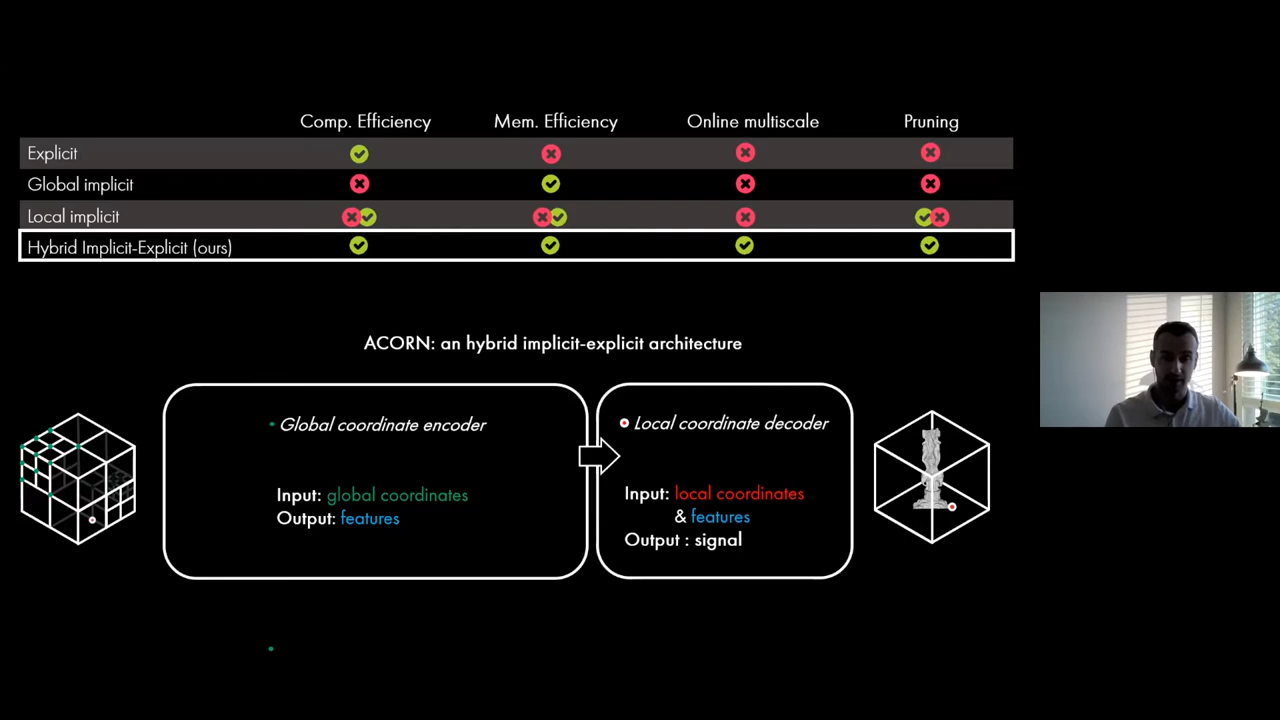 Comp. Efficiency Mem. Efficiency Online multiscale Pruning
Explicit
Global implicit
Local implicit
Hybrid Implicit-Explicit (ours)
ACORN: an hybrid implicit-explicit architecture
Global coordinate encoder
Input: global coordinates
Output: features
Local coordinate decoder
Input: local coordinates
& features
Output : signal